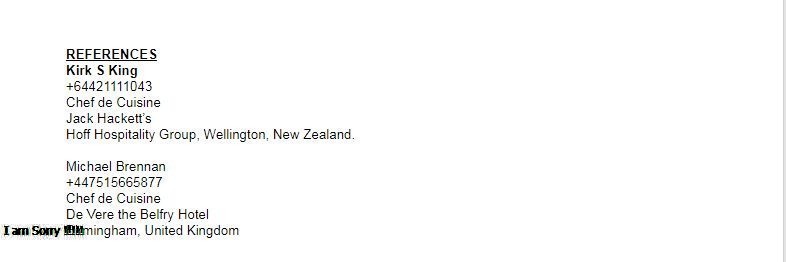 REFERENCES
Kirk S King
+64421111043
Chef de Cuisine
Jack Hackett's
Hoff Hospitality Group, Wellington, New Zealand.
Michael Brennan
+447515665877
Chef de Cuisine
De Vere the Belfry Hotel
I am Sorry !!!!
mingham, United Kingdom